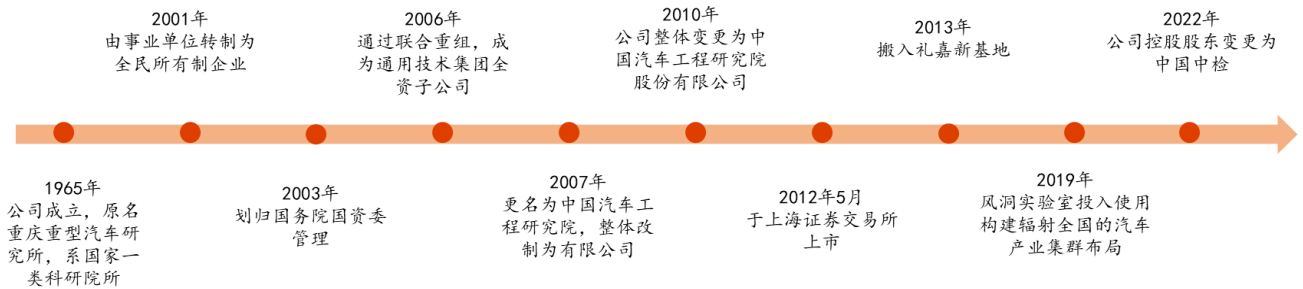 1965年
公司成立，原名
重庆重型汽车研
究所，系国家一
类科研院所
2001年
由事业单位转制为
全民所有制企业
2003年
划归国务院国资委
管理
2006年
通过联合重组，成
为通用技术集团全
资子公司
2007年
更名为中国汽车工
程研究院，整体改
制为有限公司
2010年
公司整体变更为中
国汽车工程研究院
股份有限公司
2012年5月
于上海证券交易所
上市
2013年
搬入礼嘉新基地
2019年
风洞实验室投入使用
构建辐射全国的汽车
产业集群布局
2022年
公司控股股东变更为
中国中检